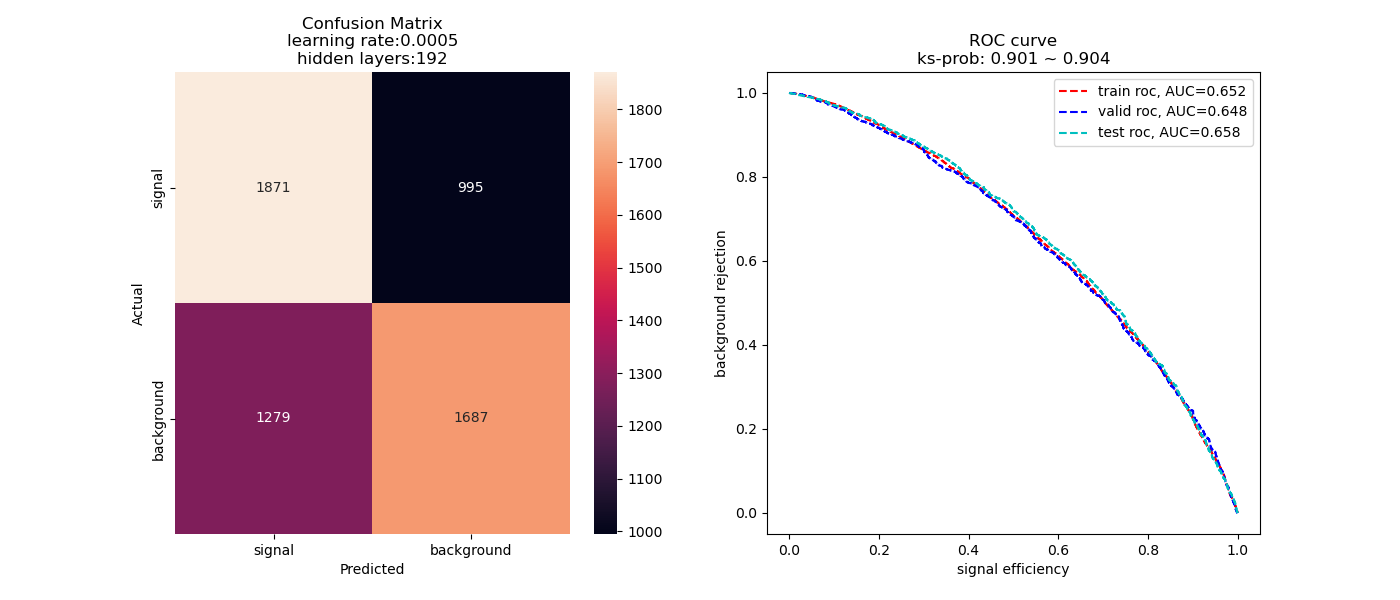 Confusion Matrix
learning rate:0.0005
hidden layers:192
signal
background
Actual
1871
995
1279
1687
signal
background
Predicted
1800
1700
1600
1500
1400
1300
1200
1100
1000
ROC curve
ks-prob: 0.901 ~ 0.904
train roc, AUC=0.652
valid roc, AUC=0.648
test roc, AUC=0.658
background rejection
1.0
0.8
0.6
0.4
0.2
0.0
0.0 0.2 0.4 0.6 0.8 1.0
signal efficiency